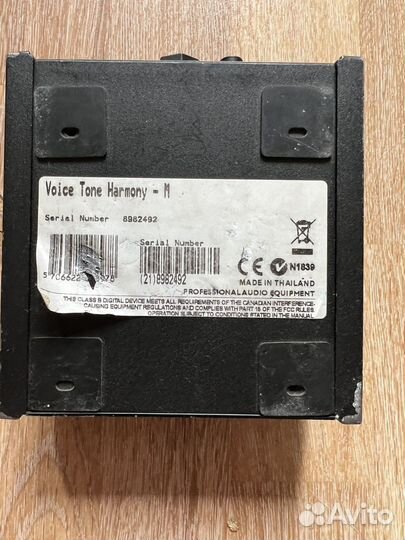 Voice Tone Harmony - M
Serial Number 8982492
Serial Number
(21)8982492
CE N1839
MADE IN THAILAND
PROFESSIONAL AUDIO EQUIPMENT
THIS CLASS B DIGITAL DEVICE MEETS ALL REQUIREMENTS OF THE CANADIAN INTERFERENCE-
CAUSING EQUIPMENT REGULATIONS AND COMPLIES WITH PART 15 OF THE FCC RULES.
OPERATION IS SUBJECT TO CONDITIONS STATED IN THE MANUAL.
Avito